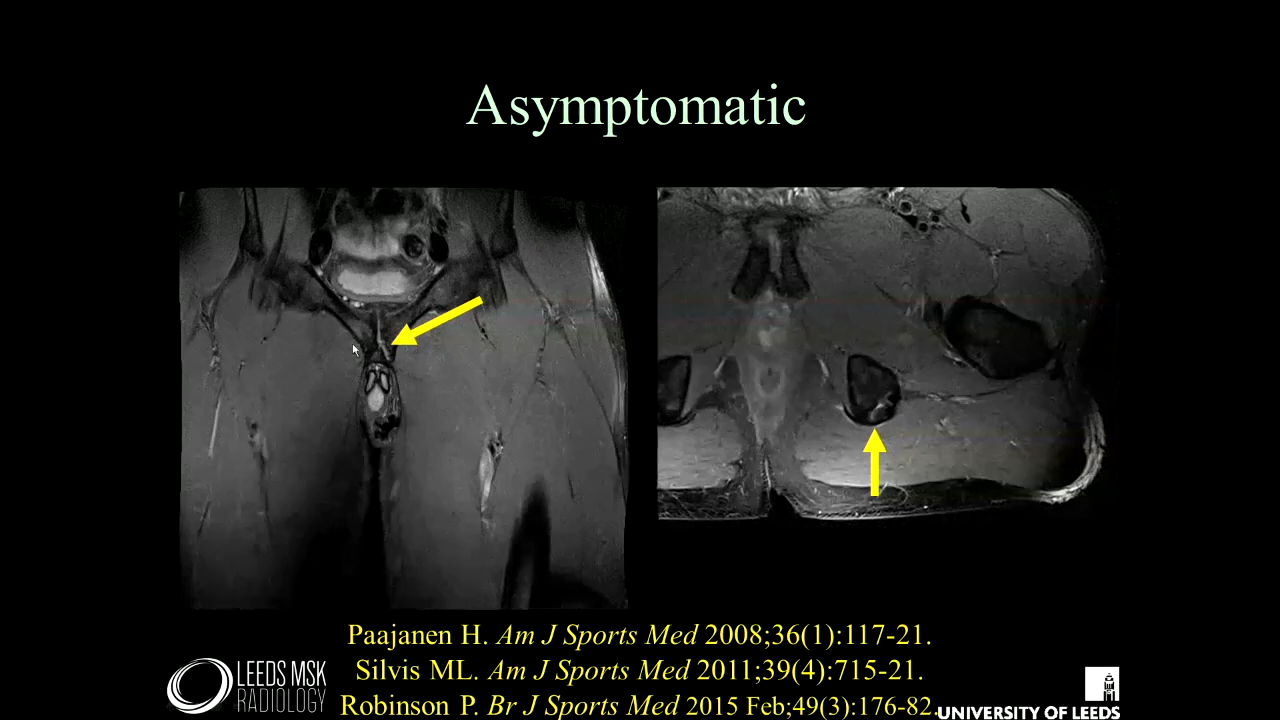 Asymptomatic
Paajanen H. Am J Sports Med 2008;36(1):117-21.
Silvis ML. Am J Sports Med 2011;39(4):715-21.
Robinson P. Br J Sports Med 2015 Feb;49(3):176-82.
LEEDS MSK
RADIOLOGY
UNIVERSITY OF LEEDS